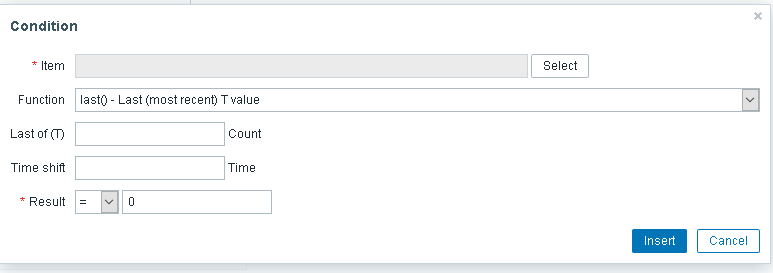 Condition
* Item Select
Function last() - Last (most recent) T value
Last of (T) Count
Time shift Time
* Result = 0
Insert Cancel